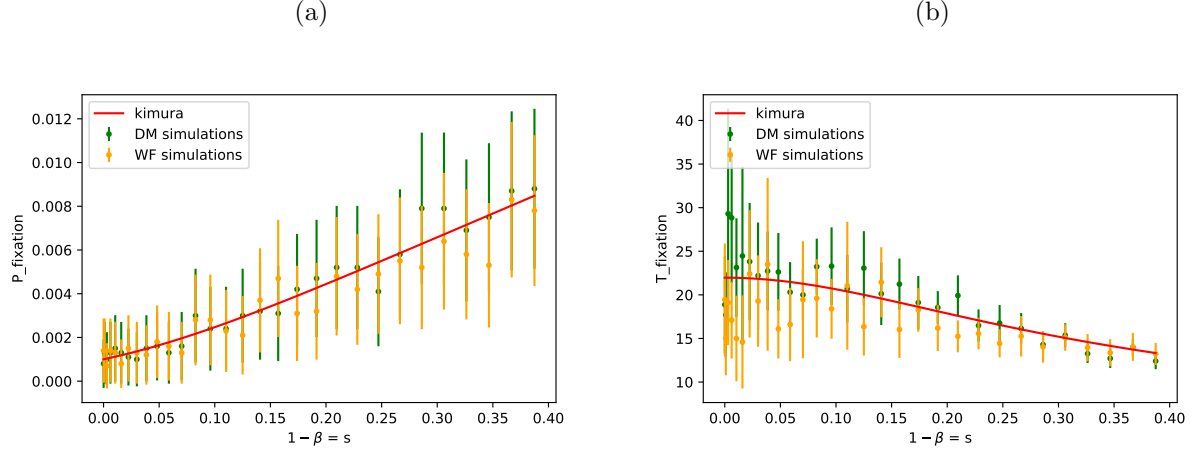 (a)
(b)
kimura
DM simulations
WF simulations
P_fixation
0.012
0.010
0.008
0.006
0.004
0.002
0.000
0.00 0.05 0.10 0.15 0.20 0.25 0.30 0.35 0.40
1 − β = s
kimura
DM simulations
WF simulations
T_fixation
40
35
30
25
20
15
10
0.00 0.05 0.10 0.15 0.20 0.25 0.30 0.35 0.40
1 − β = s